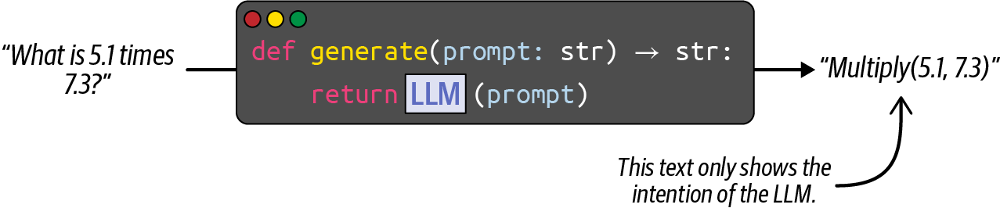 “What is 5.1 times
7.3?”
def generate(prompt: str) → str:
return LLM (prompt)
“Multiply(5.1, 7.3)”
This text only shows the
intention of the LLM.